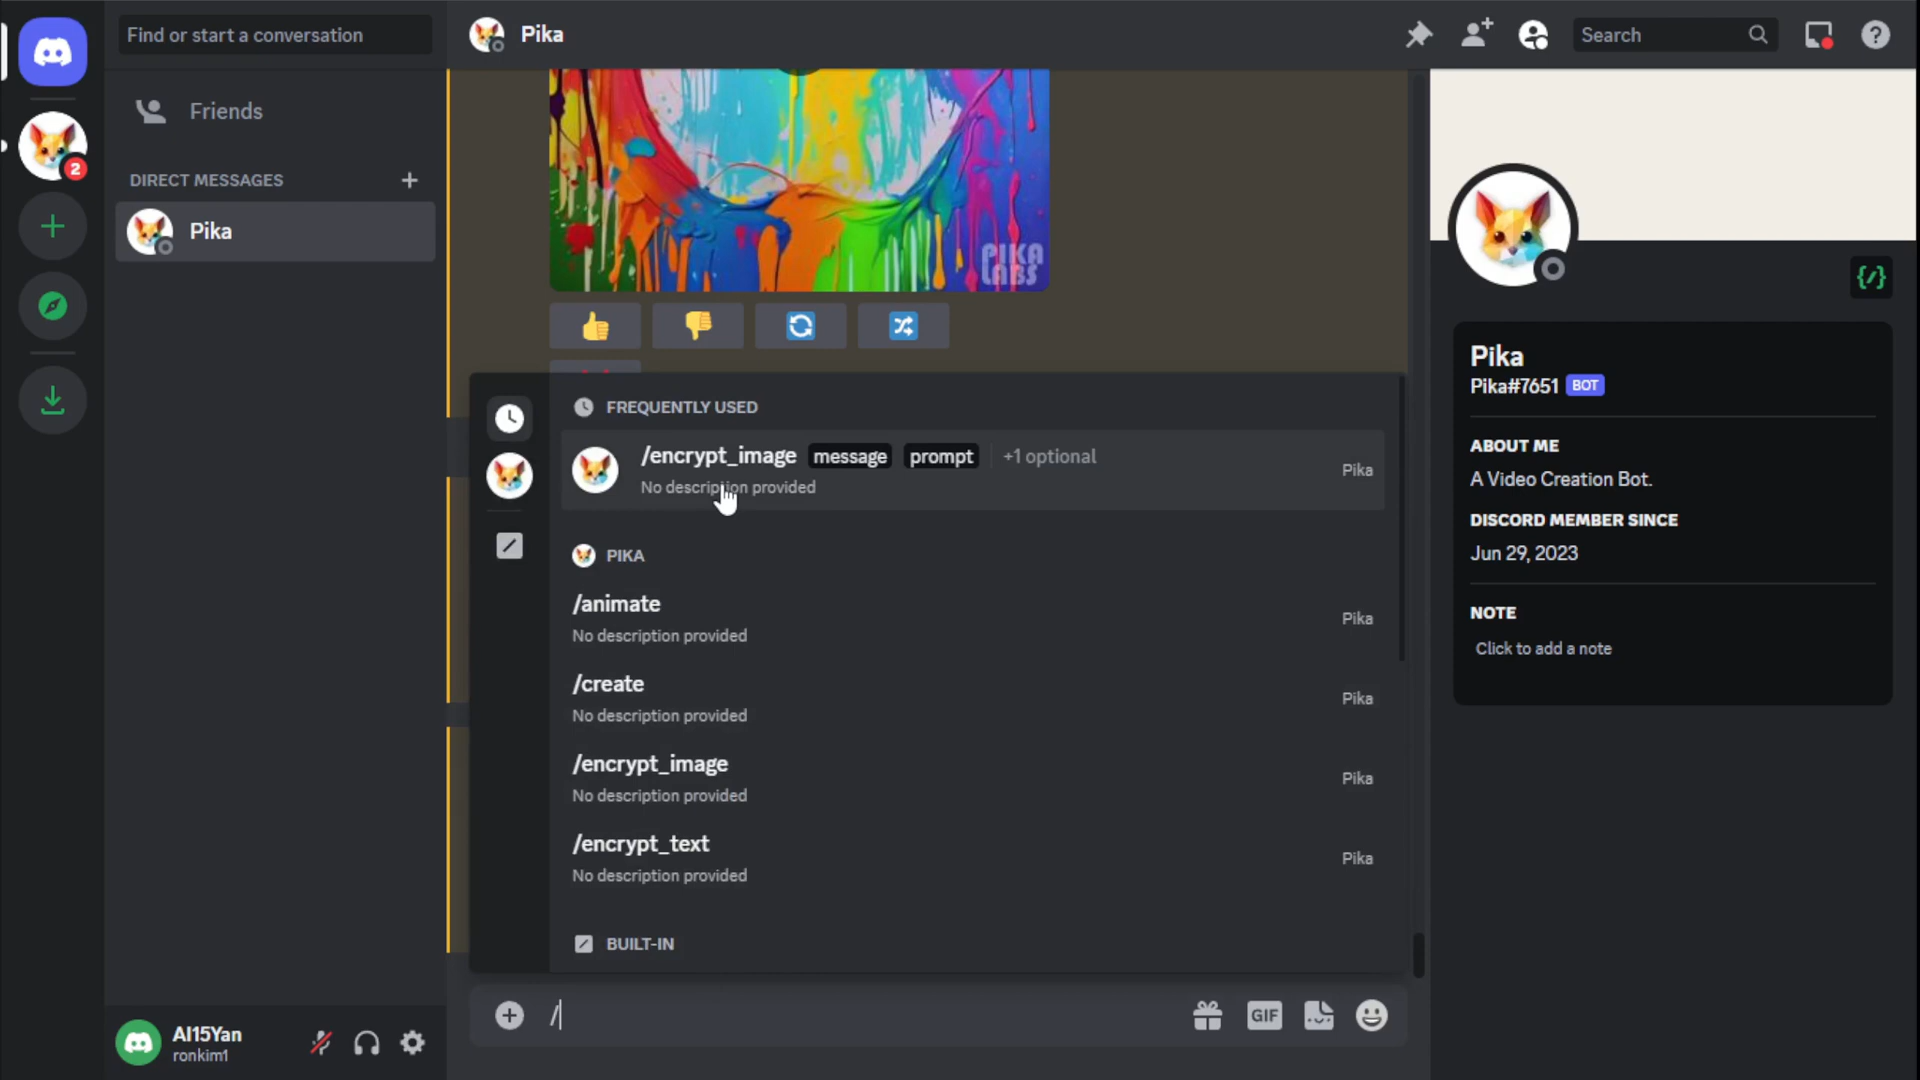 Find or start a conversation
Pika
Search
Friends
2
DIRECT MESSAGES
Pika
PIKA
LABS
FREQUENTLY USED
/encrypt_image message prompt +1 optional
No description provided
Pika
PIKA
/animate
No description provided
Pika
/create
No description provided
Pika
/encrypt_image
No description provided
Pika
/encrypt_text
No description provided
Pika
BUILT-IN
/
GIF
AI15Yan
ronkim1
{/}
Pika
Pika#7651 BOT
ABOUT ME
A Video Creation Bot.
DISCORD MEMBER SINCE
Jun 29, 2023
NOTE
Click to add a note